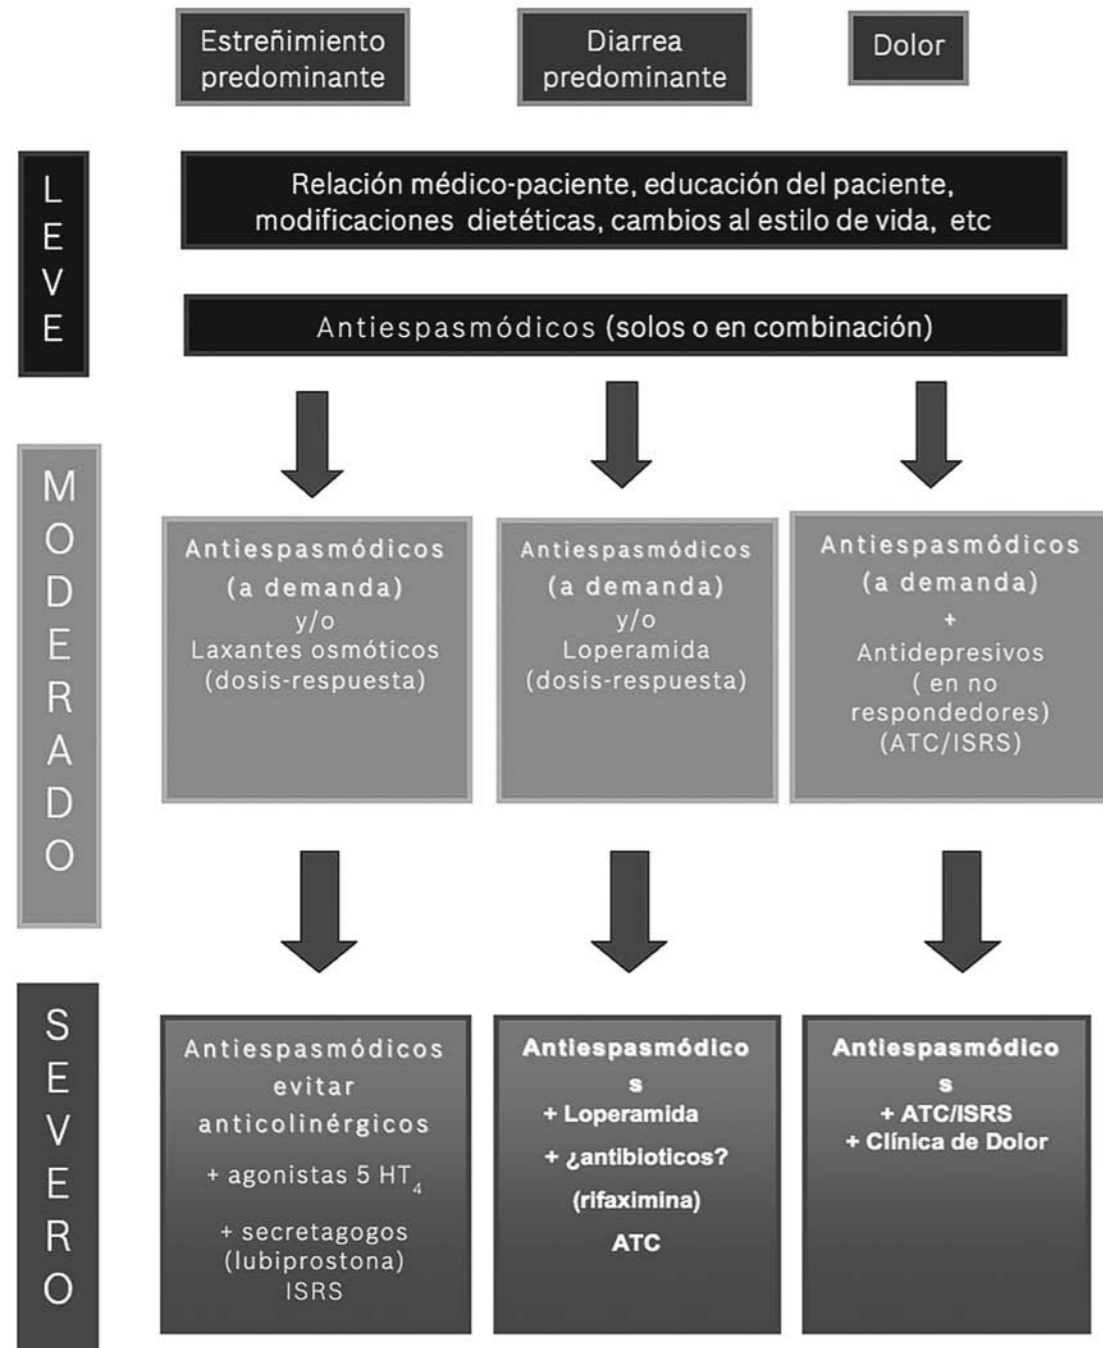 Estreñimiento
predominante
Diarrea
predominante
Dolor
L
E
V
E
Relación médico-paciente, educación del paciente,
modificaciones dietéticas, cambios al estilo de vida, etc
Antiespasmódicos (solos o en combinación)
M
O
D
E
R
A
D
O
Antiespasmódicos
(a demanda)
y/o
Laxantes osmóticos
(dosis-respuesta)
Antiespasmódicos
(a demanda)
y/o
Loperamida
(dosis-respuesta)
Antiespasmódicos
(a demanda)
+
Antidepresivos
( en no
respondedores)
(ATC/ISRS)
S
E
V
E
R
O
Antiespasmódicos
evitar
anticolinérgicos
+ agonistas 5 HT₄
+ secretagogos
(lubiprostona)
ISRS
Antiespasmódico
s
+ Loperamida
+ ¿antibioticos?
(rifaximina)
ATC
Antiespasmódico
s
+ ATC/ISRS
+ Clínica de Dolor